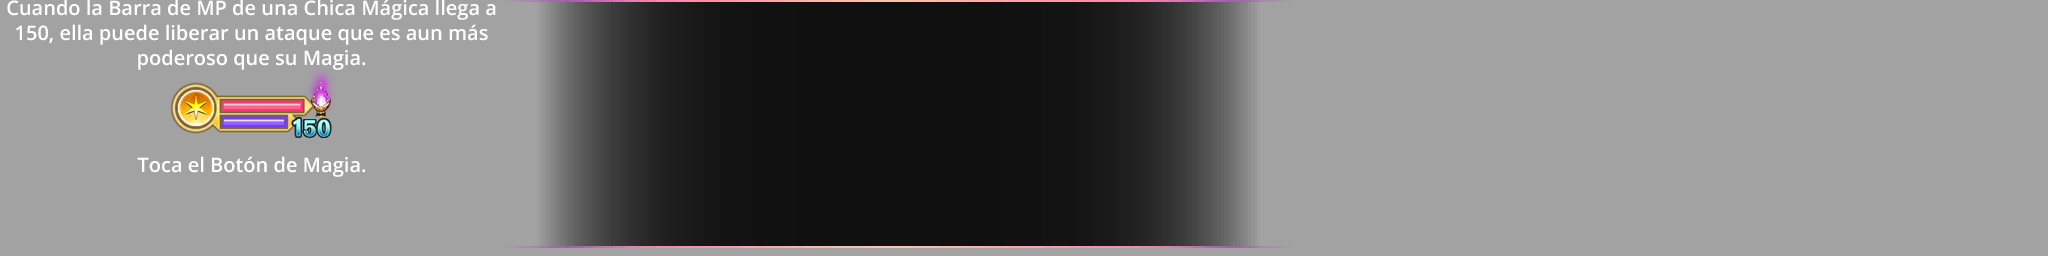 Cuando la Barra de MP de una Chica Mágica llega a
150, ella puede liberar un ataque que es aun más
poderoso que su Magia.
150
Toca el Botón de Magia.